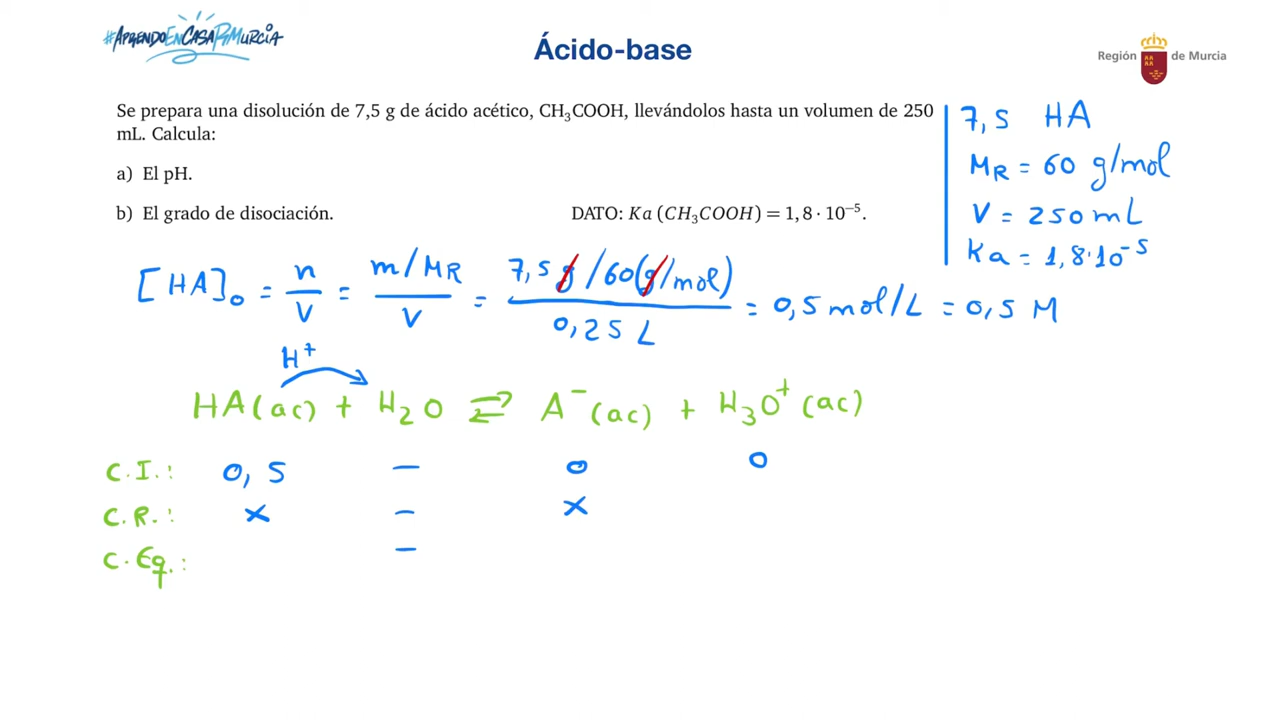 #AprendoEnCasaRMurcia
Ácido-base
Región de Murcia
Se prepara una disolución de 7,5 g de ácido acético, CH₃COOH, llevándolos hasta un volumen de 250
mL. Calcula:
a) El pH.
b) El grado de disociación.
DATO: Ka (CH₃COOH) = 1,8 · 10⁻⁵.
7,5 HA
MR = 60 g/mol
V = 250 mL
Ka = 1,8·10⁻⁵
[HA]₀ = n/V = (m/MR)/V = (7,5 g/60(g/mol))/(0,25 L) = 0,5 mol/L = 0,5 M
H⁺
HA(ac) + H₂O ⇌ A⁻(ac) + H₃O⁺(ac)
C.I.: 0,5 – 0 0
C.R.: x – x
C.Eq.: –